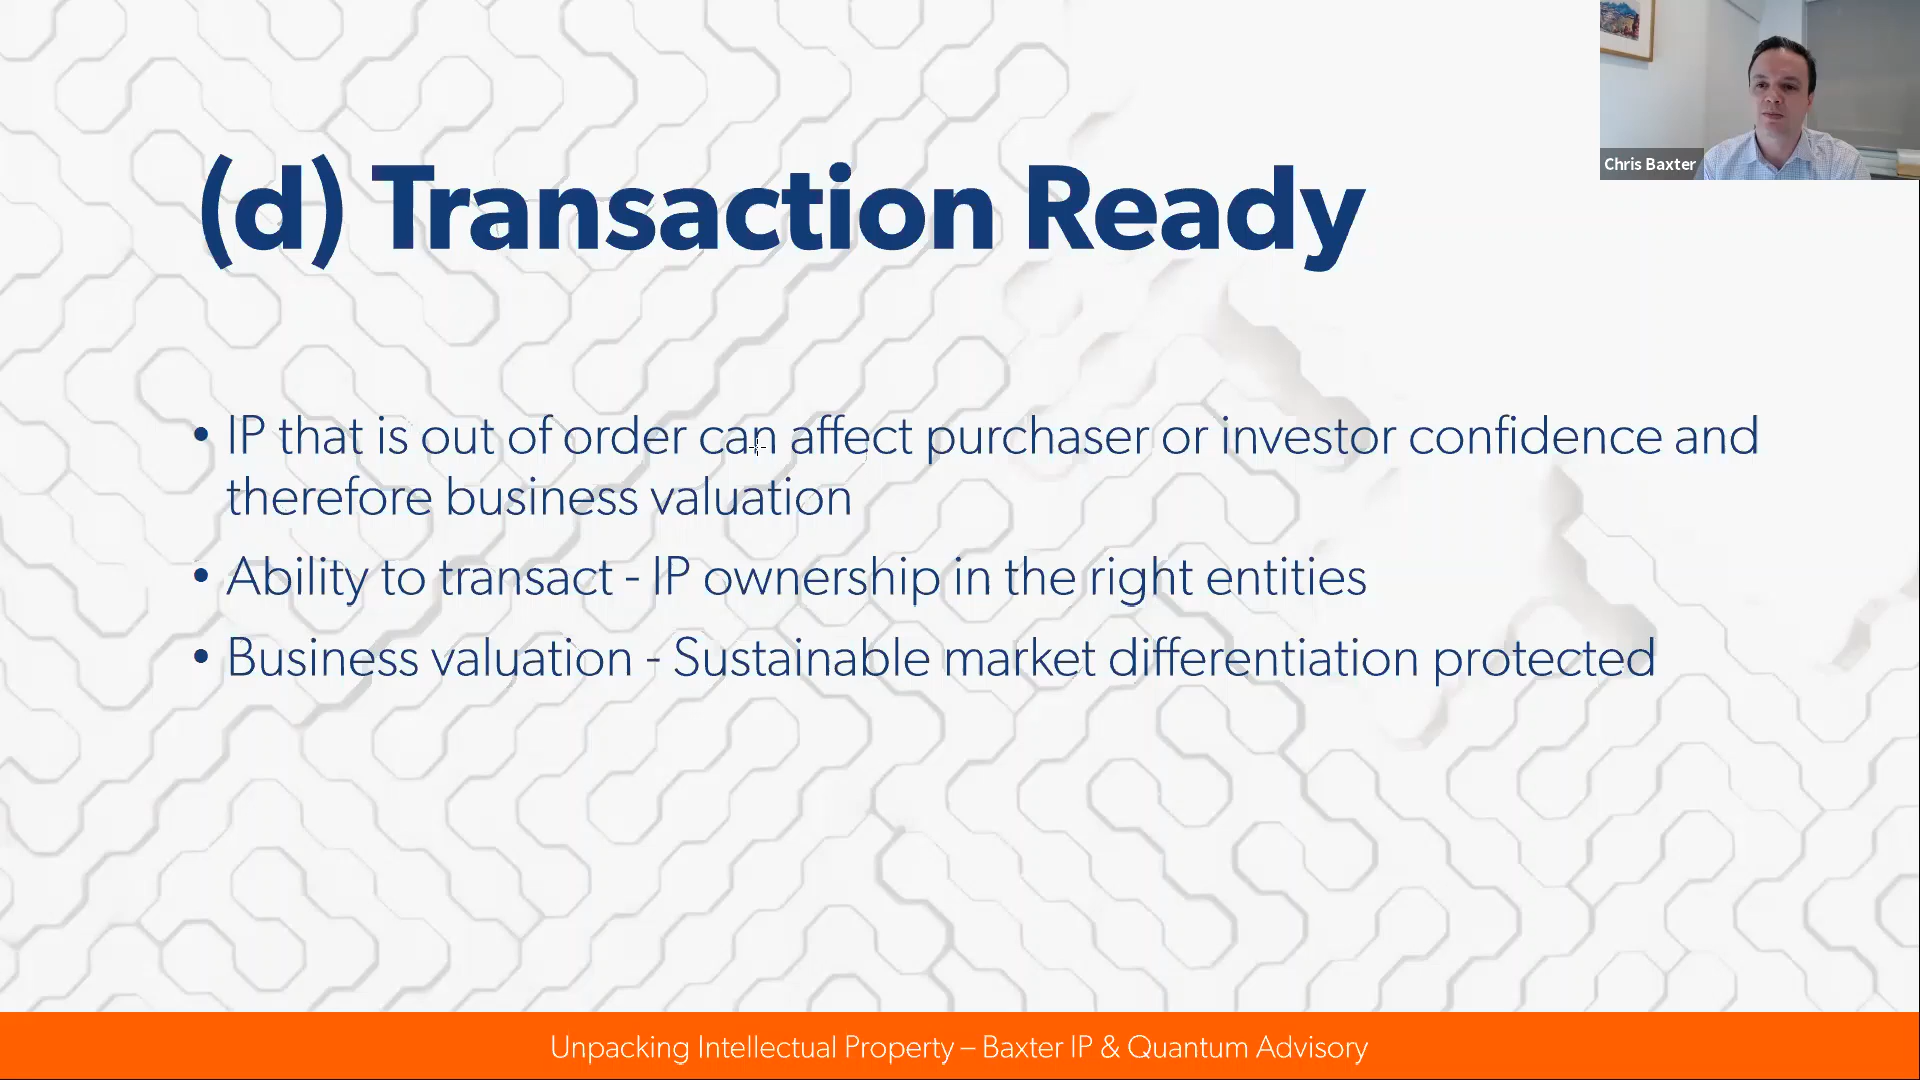 (d) Transaction Ready
Chris Baxter
• IP that is out of order can affect purchaser or investor confidence and
therefore business valuation
• Ability to transact - IP ownership in the right entities
• Business valuation - Sustainable market differentiation protected
Unpacking Intellectual Property – Baxter IP & Quantum Advisory